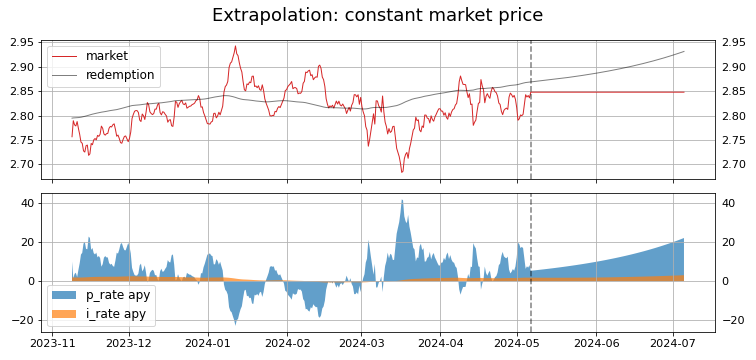 Extrapolation: constant market price
2.95 2.95
market
2.90 2.90
redemption
2.85 2.85
2.80 2.80
2.75 2.75
2.70 2.70
40 40
20 20
0 0
p_rate apy
i_rate apy
−20 −20
2023-11 2023-12 2024-01 2024-02 2024-03 2024-04 2024-05 2024-06 2024-07